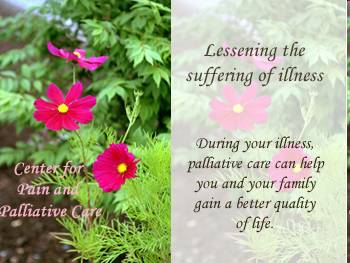 Center for
Pain and
Palliative Care
Lessening the
suffering of illness
During your illness,
palliative care can help
you and your family
gain a better quality
of life.